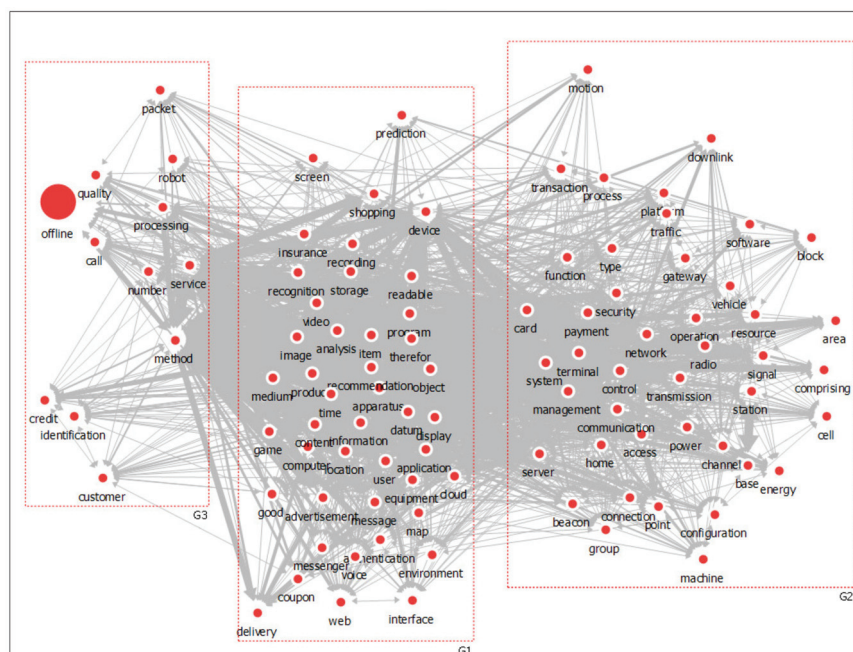 packet
robot
quality
processing
offline
call
number
service
method
credit
identification
customer
G3
prediction
screen
shopping
device
insurance
recording
recognition
storage
readable
video
program
image
analysis
item
therefor
medium
produc
recommendation
object
time
apparatus
datum
display
game
content
information
computer
location
application
user
cloud
good
advertisement
equipment
message
map
messenger
authentication
voice
environment
coupon
delivery
web
interface
G1
motion
downlink
transaction
process
platform
traffic
software
block
function
type
gateway
vehicle
security
card
payment
operation
resource
area
network
radio
system
terminal
signal
control
comprising
management
transmission
station
communication
cell
server
home
access
power
channel
base
energy
beacon
connection
point
configuration
group
machine
G2